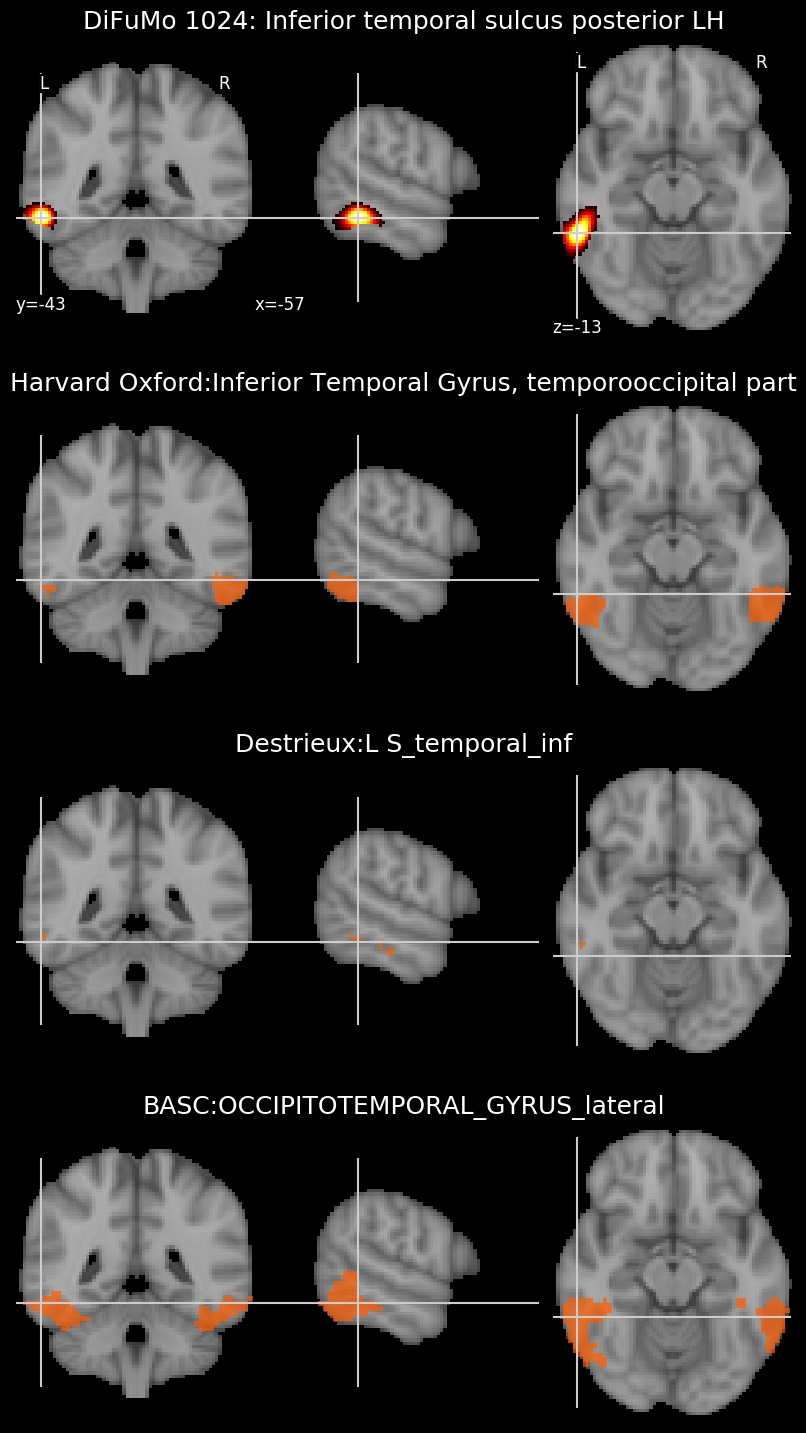 DiFuMo 1024: Inferior temporal sulcus posterior LH
L R L R
y=-43 x=-57 z=-13
Harvard Oxford:Inferior Temporal Gyrus, temporooccipital part
Destrieux:L S_temporal_inf
BASC:OCCIPITOTEMPORAL_GYRUS_lateral